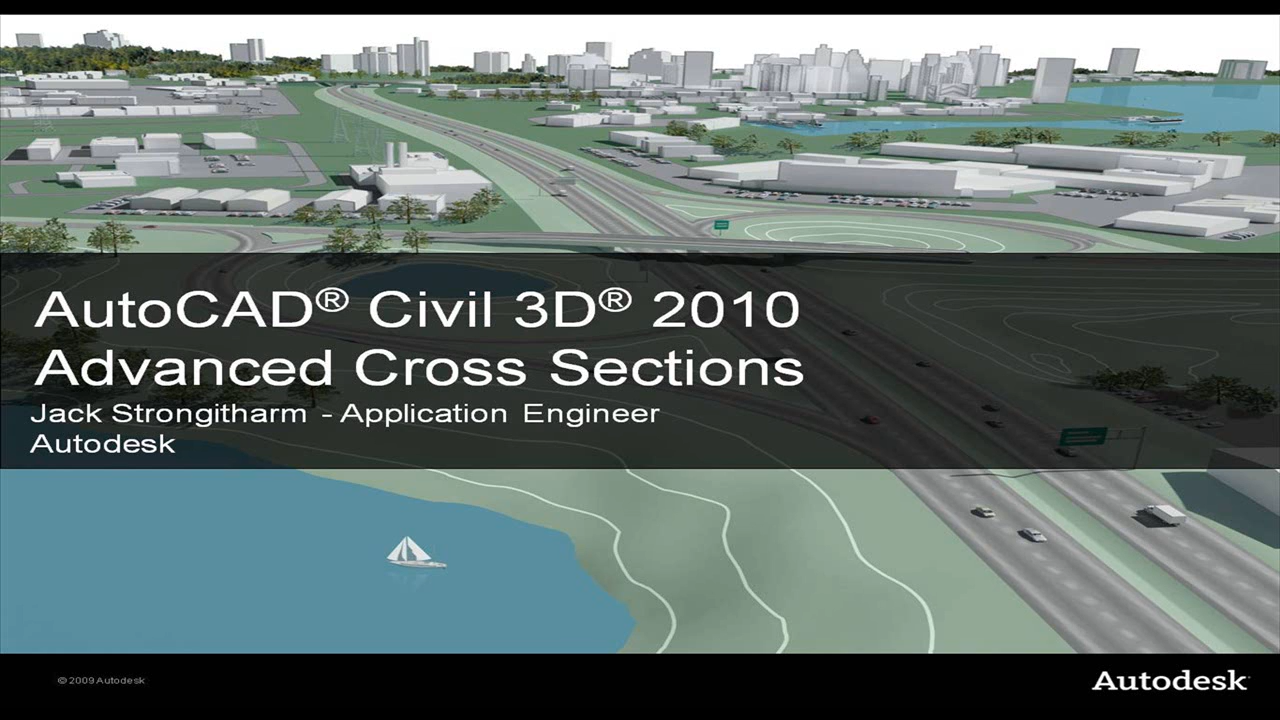 AutoCAD® Civil 3D® 2010
Advanced Cross Sections
Jack Strongitharm - Application Engineer
Autodesk
© 2009 Autodesk
Autodesk